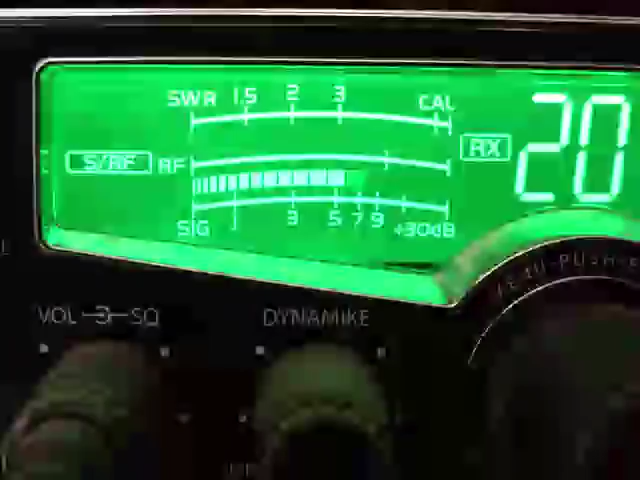 SWR 1.5 2 3 CAL
S/RF RF RX 20
SIG 3 5 7 9 +30dB
VOL SQ DYNAMIKE